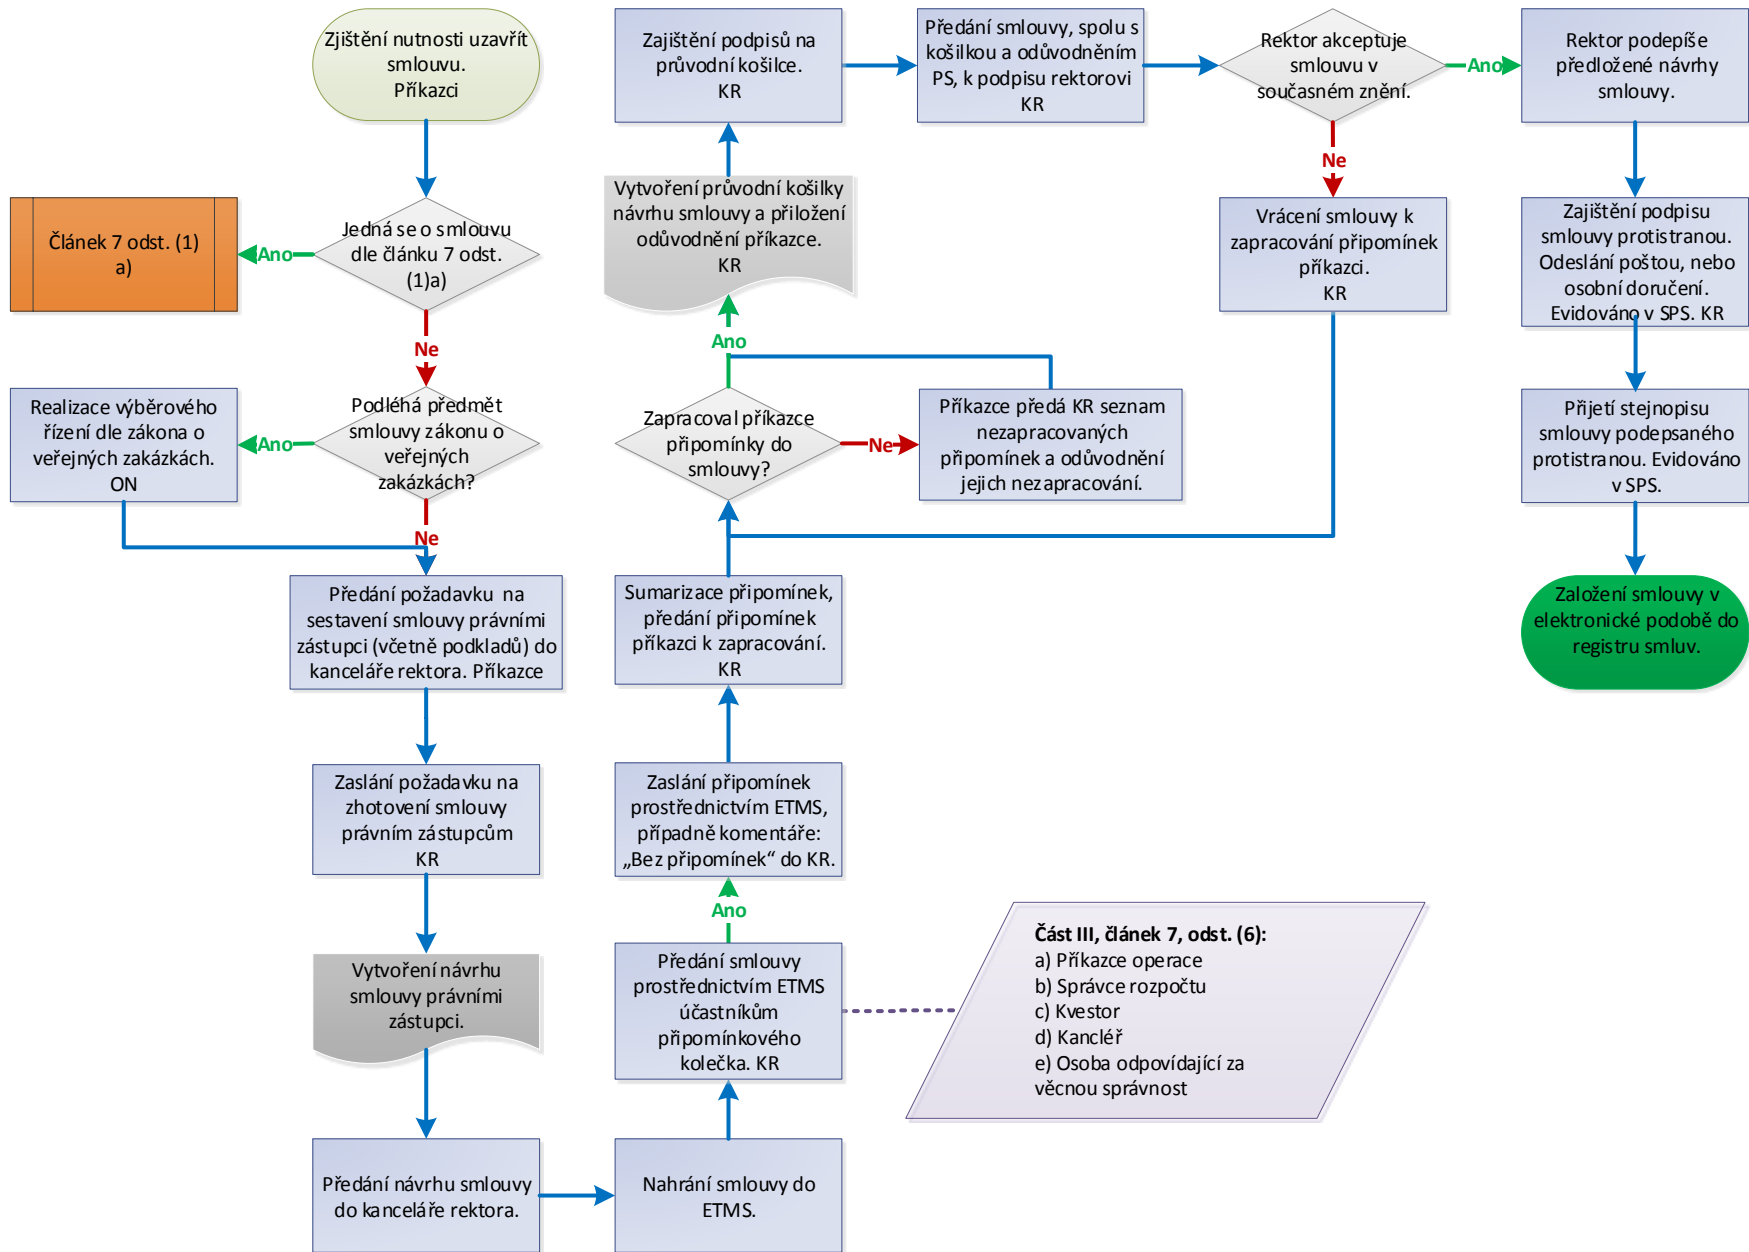 Zjištění nutnosti uzavřít
smlouvu.
Příkazci
Jedná se o smlouvu
dle článku 7 odst.
(1)a)
Ano
Článek 7 odst. (1)
a)
Ne
Podléhá předmět
smlouvy zákonu o
veřejných
zakázkách?
Ano
Realizace výběrového
řízení dle zákona o
veřejných zakázkách.
ON
Ne
Předání požadavku na
sestavení smlouvy právními
zástupci (včetně podkladů) do
kanceláře rektora. Příkazce
Zaslání požadavku na
zhotovení smlouvy
právním zástupcům
KR
Vytvoření návrhu
smlouvy právními
zástupci.
Předání návrhu smlouvy
do kanceláře rektora.
Nahrání smlouvy do
ETMS.
Předání smlouvy
prostřednictvím ETMS
účastníkům
připomínkového
kolečka. KR
Část III, článek 7, odst. (6):
a) Příkazce operace
b) Správce rozpočtu
c) Kvestor
d) Kancléř
e) Osoba odpovídající za
věcnou správnost
Ano
Zaslání připomínek
prostřednictvím ETMS,
případně komentáře:
„Bez připomínek“ do KR.
Sumarizace připomínek,
předání připomínek
příkazci k zapracování.
KR
Zapracoval příkazce
připomínky do
smlouvy?
Ne
Příkazce předá KR seznam
nezapracovaných
připomínek a odůvodnění
jejich nezapracování.
Ano
Vytvoření průvodní košilky
návrhu smlouvy a přiložení
odůvodnění příkazce.
KR
Zajištění podpisů na
průvodní košilce.
KR
Předání smlouvy, spolu s
košilkou a odůvodněním
PS, k podpisu rektorovi
KR
Rektor akceptuje
smlouvu v
současném znění.
Ne
Vrácení smlouvy k
zapracování připomínek
příkazci.
KR
Ano
Rektor podepíše
předložené návrhy
smlouvy.
Zajištění podpisu
smlouvy protistranou.
Odeslání poštou, nebo
osobní doručení.
Evidováno v SPS. KR
Přijetí stejnopisu
smlouvy podepsaného
protistranou. Evidováno
v SPS.
Založení smlouvy v
elektronické podobě do
registru smluv.